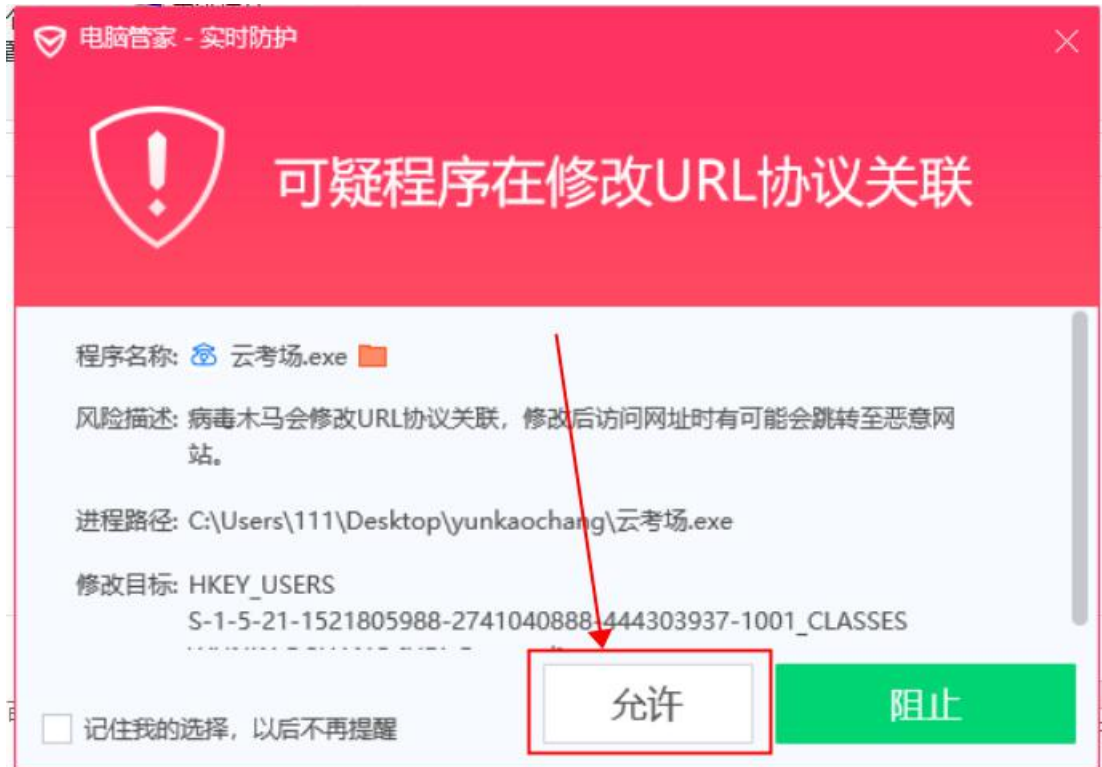 电脑管家 - 实时防护
可疑程序在修改URL协议关联
程序名称: 云考场.exe
风险描述: 病毒木马会修改URL协议关联，修改后访问网址时有可能会跳转至恶意网
站。
进程路径: C:\Users\111\Desktop\yunkaochang\云考场.exe
修改目标: HKEY_USERS
S-1-5-21-1521805988-2741040888-444303937-1001_CLASSES
记住我的选择，以后不再提醒
允许
阻止